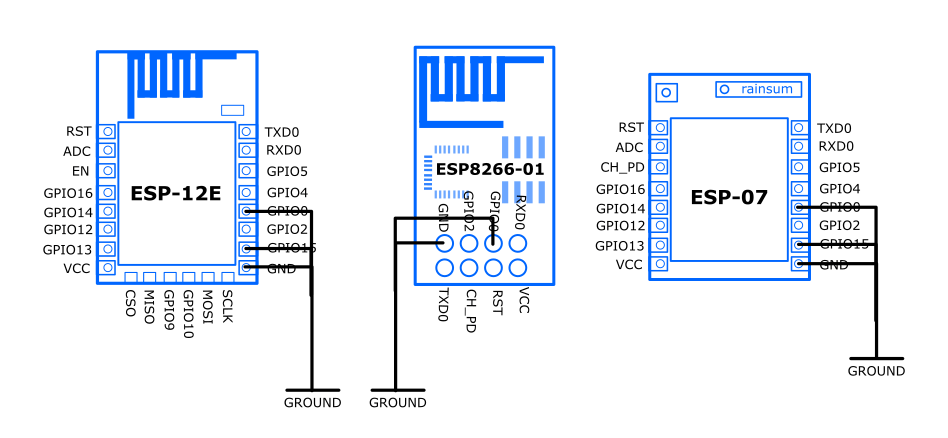 RST
ADC
EN
GPIO16
GPIO14
GPIO12
GPIO13
VCC
ESP-12E
TXD0
RXD0
GPIO5
GPIO4
GPIO0
GPIO2
GPIO15
GND
CSO
MISO
GPIO9
GPIO10
MOSI
SCLK
GROUND
ESP8266-01
GND
GPIO2
GPIO0
RXD0
TXD0
CH_PD
RST
VCC
GROUND
rainsum
RST
ADC
CH_PD
GPIO16
GPIO14
GPIO12
GPIO13
VCC
ESP-07
TXD0
RXD0
GPIO5
GPIO4
GPIO0
GPIO2
GPIO15
GND
GROUND